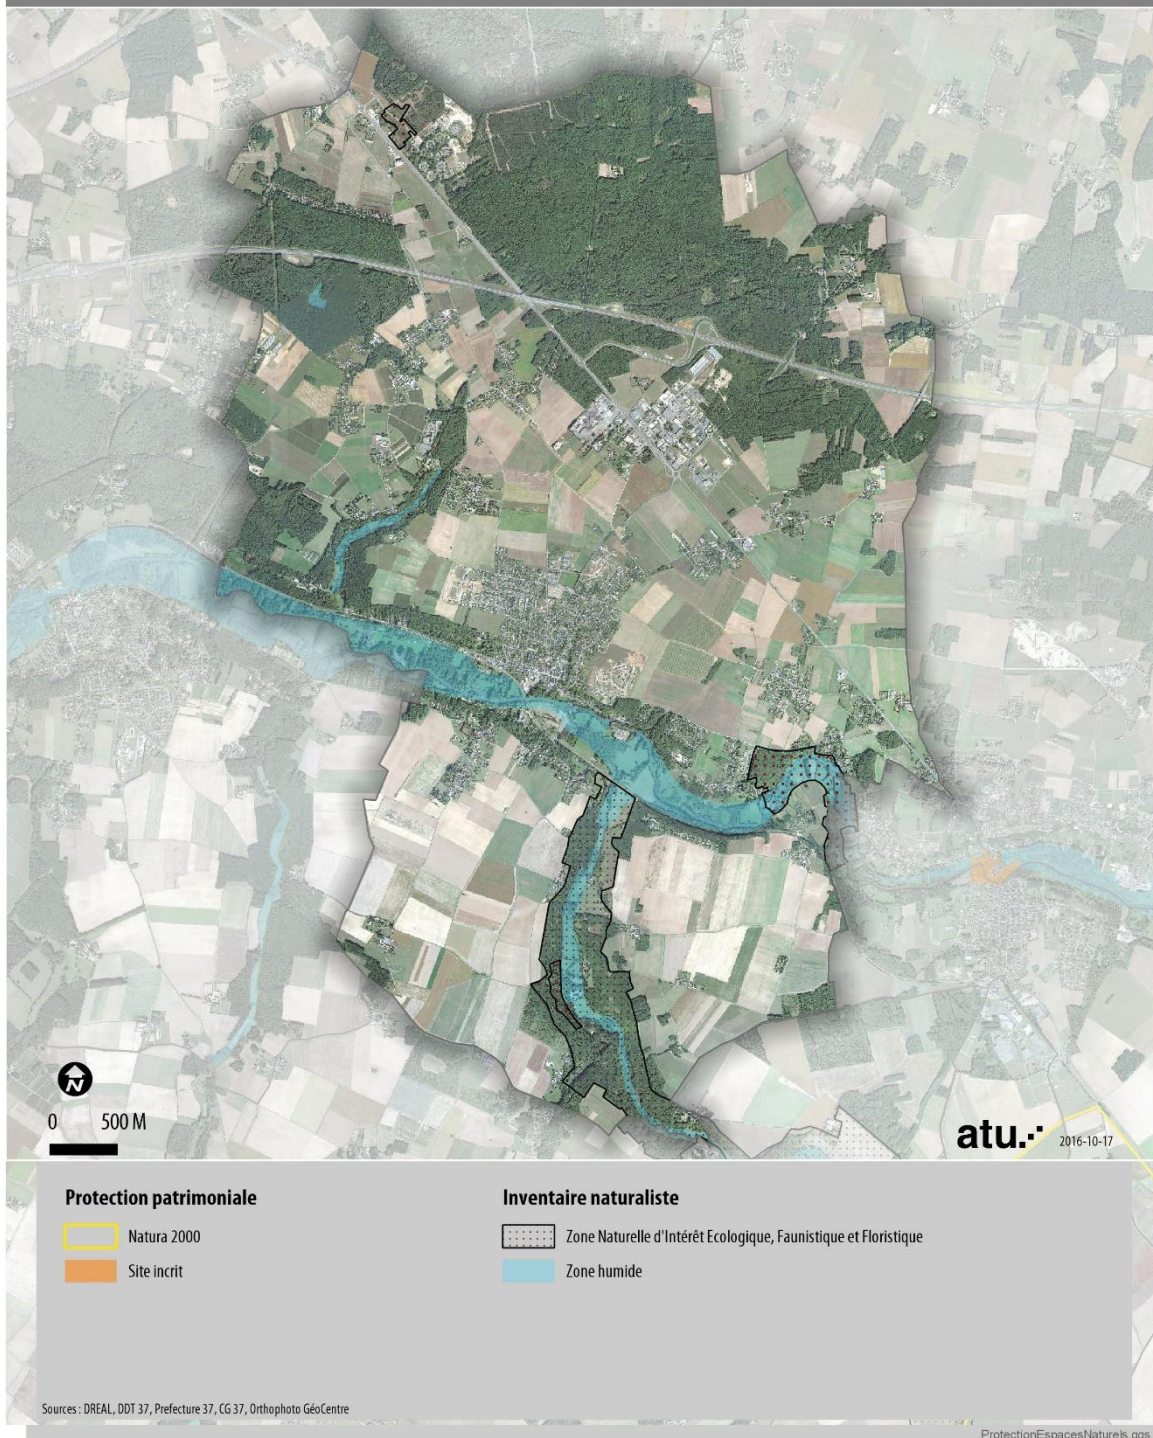 N
0 500 M
atu.
2016-10-17
Protection patrimoniale
Natura 2000
Site incrit
Inventaire naturaliste
Zone Naturelle d'Intérêt Ecologique, Faunistique et Floristique
Zone humide
Sources : DREAL, DDT 37, Prefecture 37, CG 37, Orthophoto GéoCentre
ProtectionEspacesNaturels.qgs